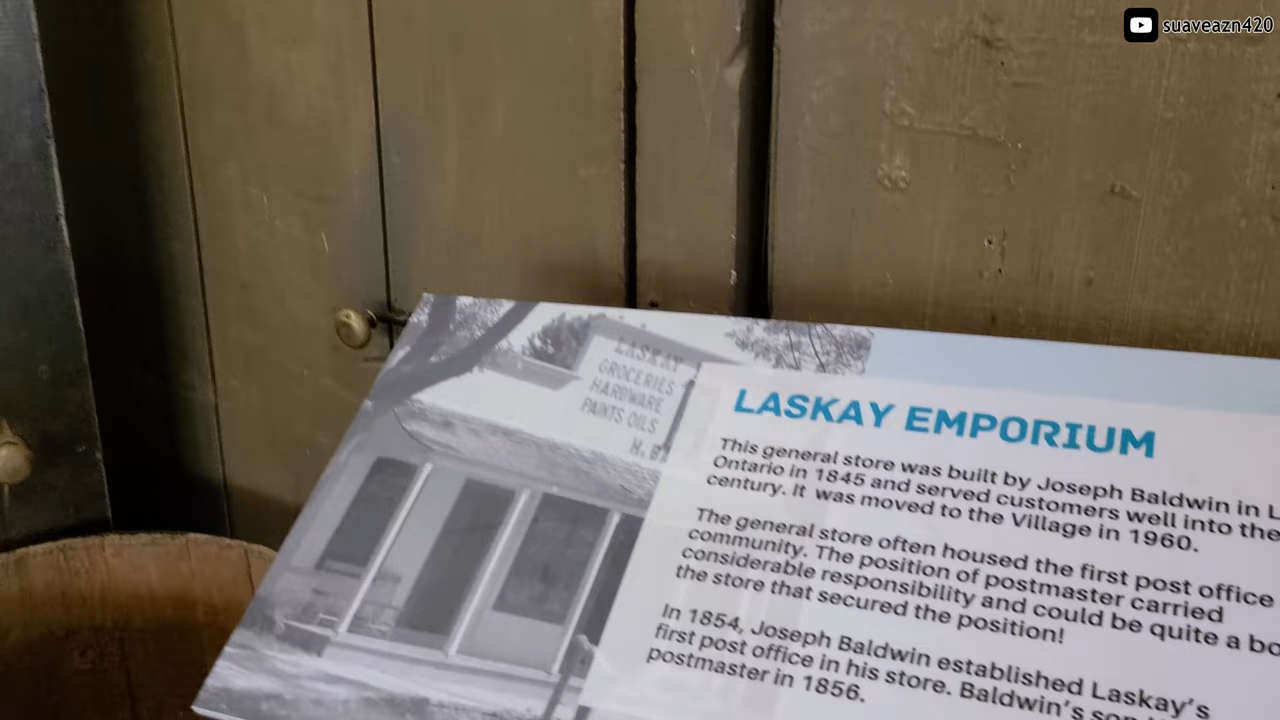 suaveazn420
LASKAY
GROCERIES
HARDWARE
PAINTS OILS
LASKAY EMPORIUM
This general store was built by Joseph Baldwin in L
Ontario in 1845 and served customers well into the
century. It was moved to the Village in 1960.
The general store often housed the first post office
community. The position of postmaster carried
considerable responsibility and could be quite a bo
the store that secured the position!
In 1854, Joseph Baldwin established Laskay's
first post office in his store. Baldwin's son
postmaster in 1856.